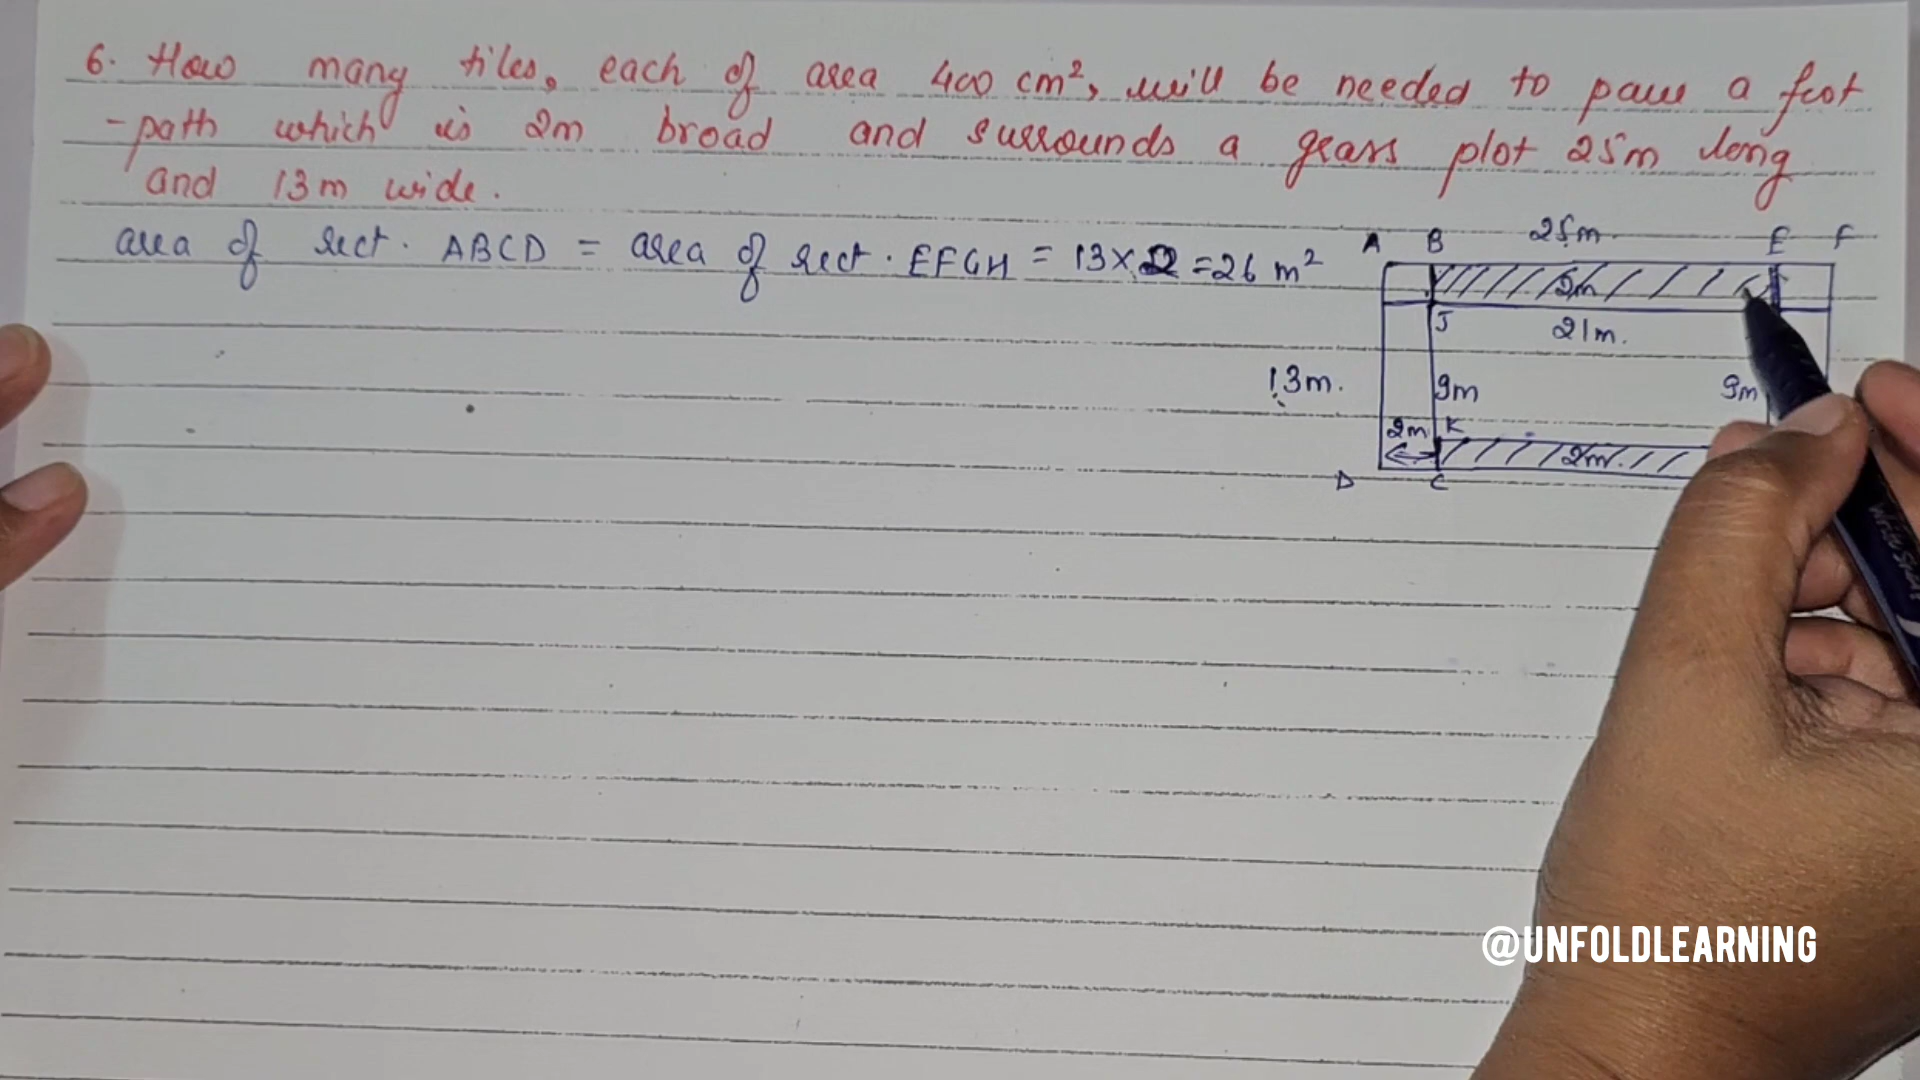 6. How many tiles, each of area 400 cm², will be needed to pave a foot
-path which is 2m broad and surrounds a grass plot 25m long
and 13m wide.
area of rect. ABCD = area of rect. EFGH = 13 × 2 = 26 m²
A B 25m E F
2m
J 21m.
13m. 9m 9m
2m K
2m.
D C
@UNFOLDLEARNING